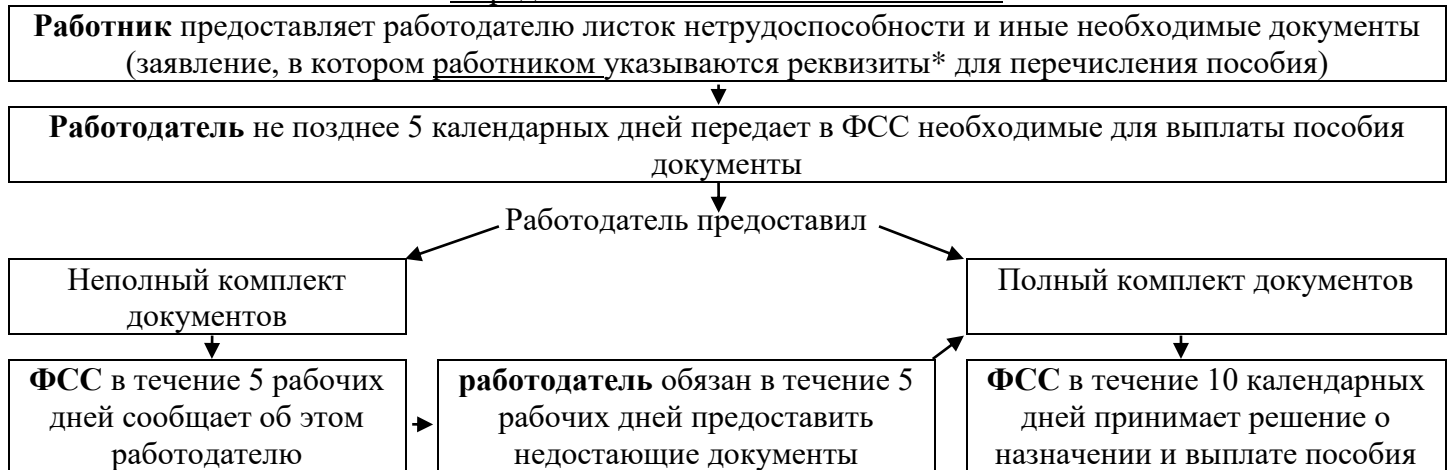 Работник предоставляет работодателю листок нетрудоспособности и иные необходимые документы
(заявление, в котором работником указываются реквизиты* для перечисления пособия)
Работодатель не позднее 5 календарных дней передает в ФСС необходимые для выплаты пособия
документы
Работодатель предоставил
Неполный комплект
документов
Полный комплект документов
ФСС в течение 5 рабочих
дней сообщает об этом
работодателю
работодатель обязан в течение 5
рабочих дней предоставить
недостающие документы
ФСС в течение 10 календарных
дней принимает решение о
назначении и выплате пособия